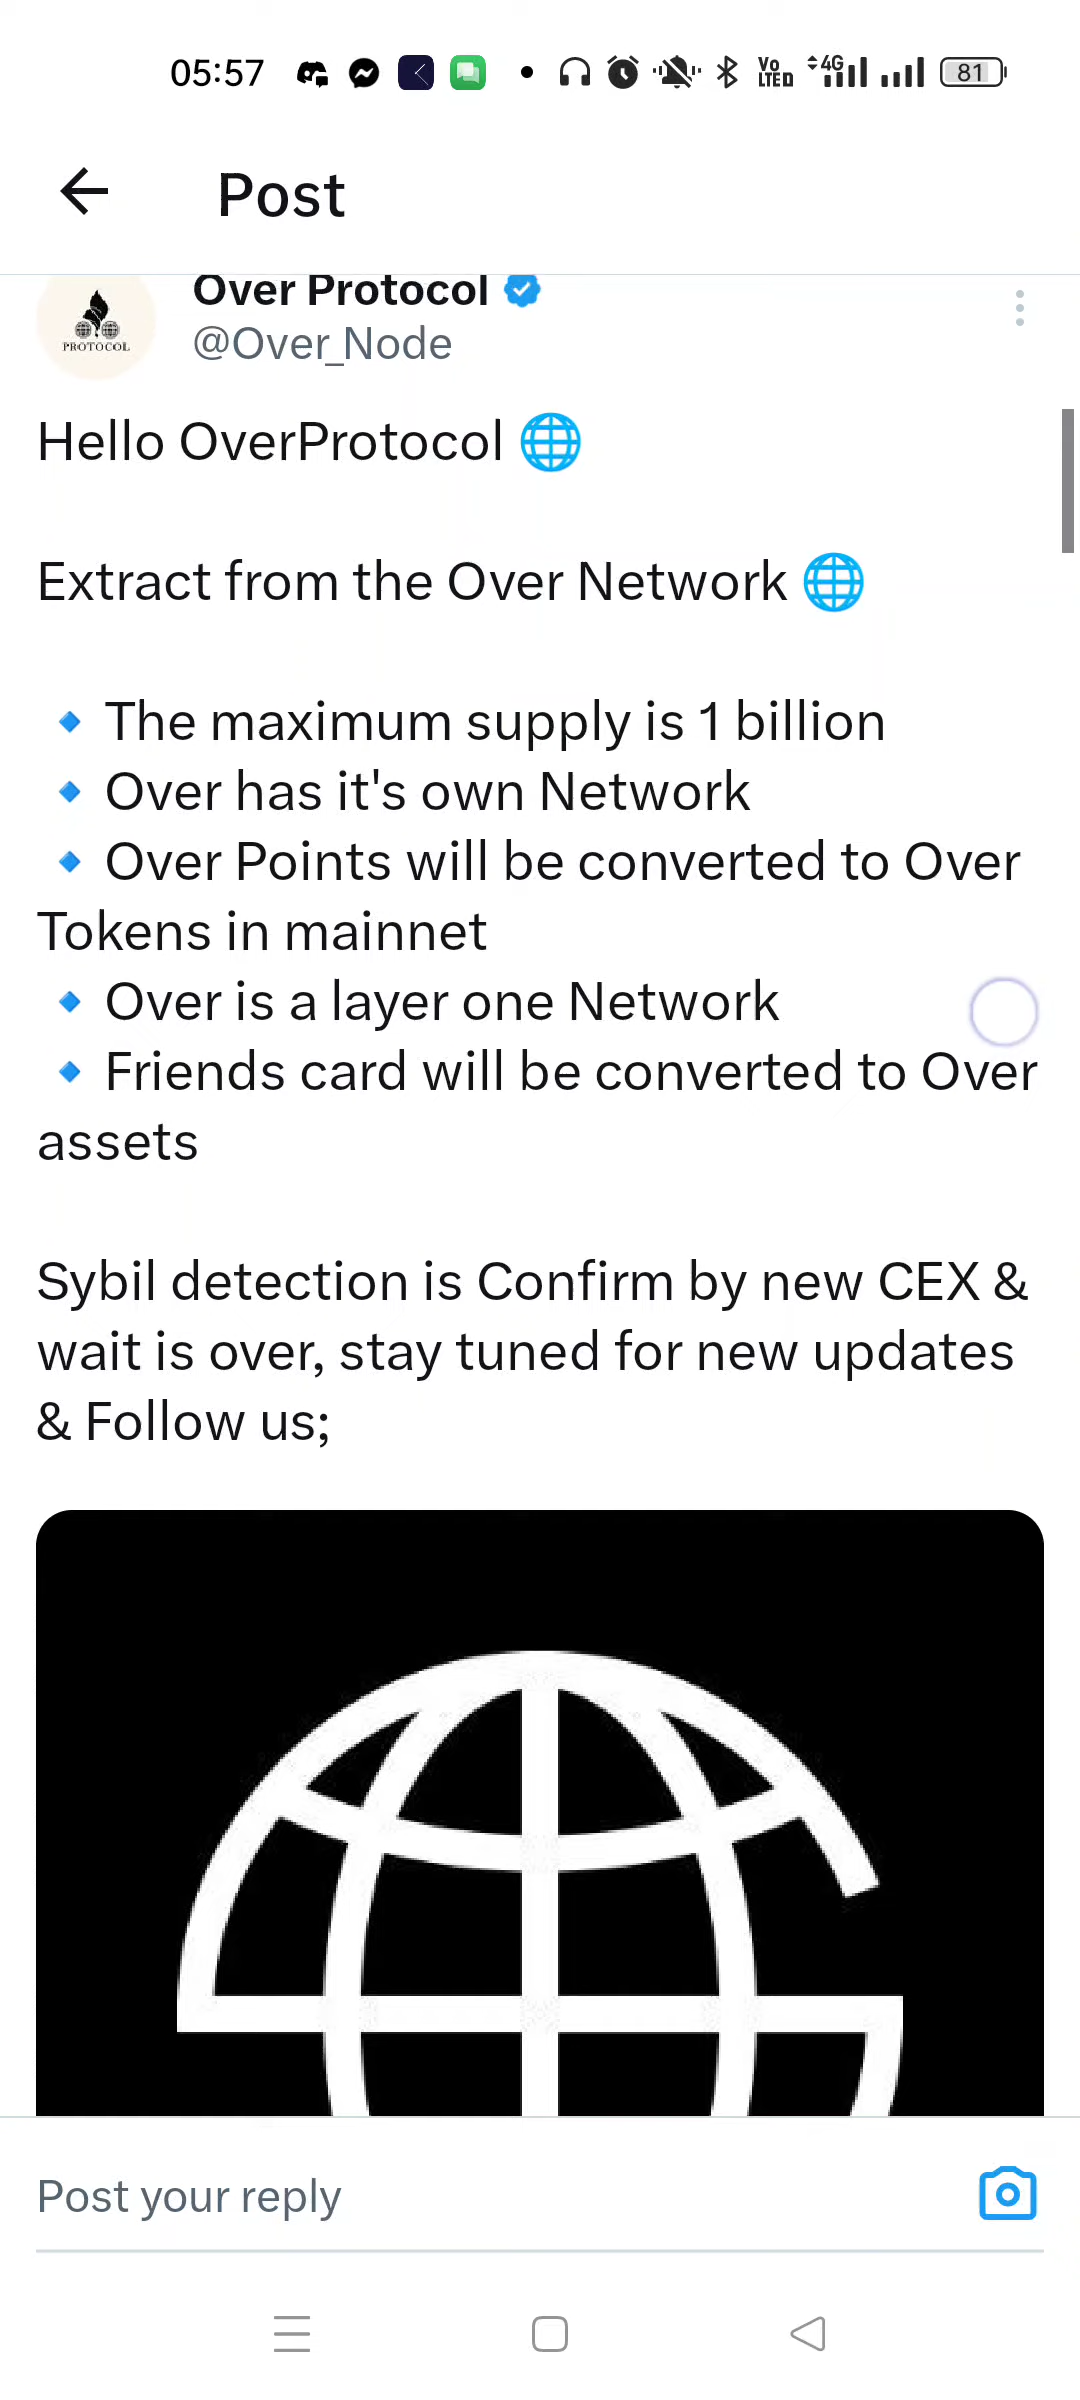 05:57 Vo LTED 4G 81
Post
Over Protocol
PROTOCOL @Over_Node
Hello OverProtocol
Extract from the Over Network
The maximum supply is 1 billion
Over has it's own Network
Over Points will be converted to Over
Tokens in mainnet
Over is a layer one Network
Friends card will be converted to Over
assets
Sybil detection is Confirm by new CEX &
wait is over, stay tuned for new updates
& Follow us;
Post your reply